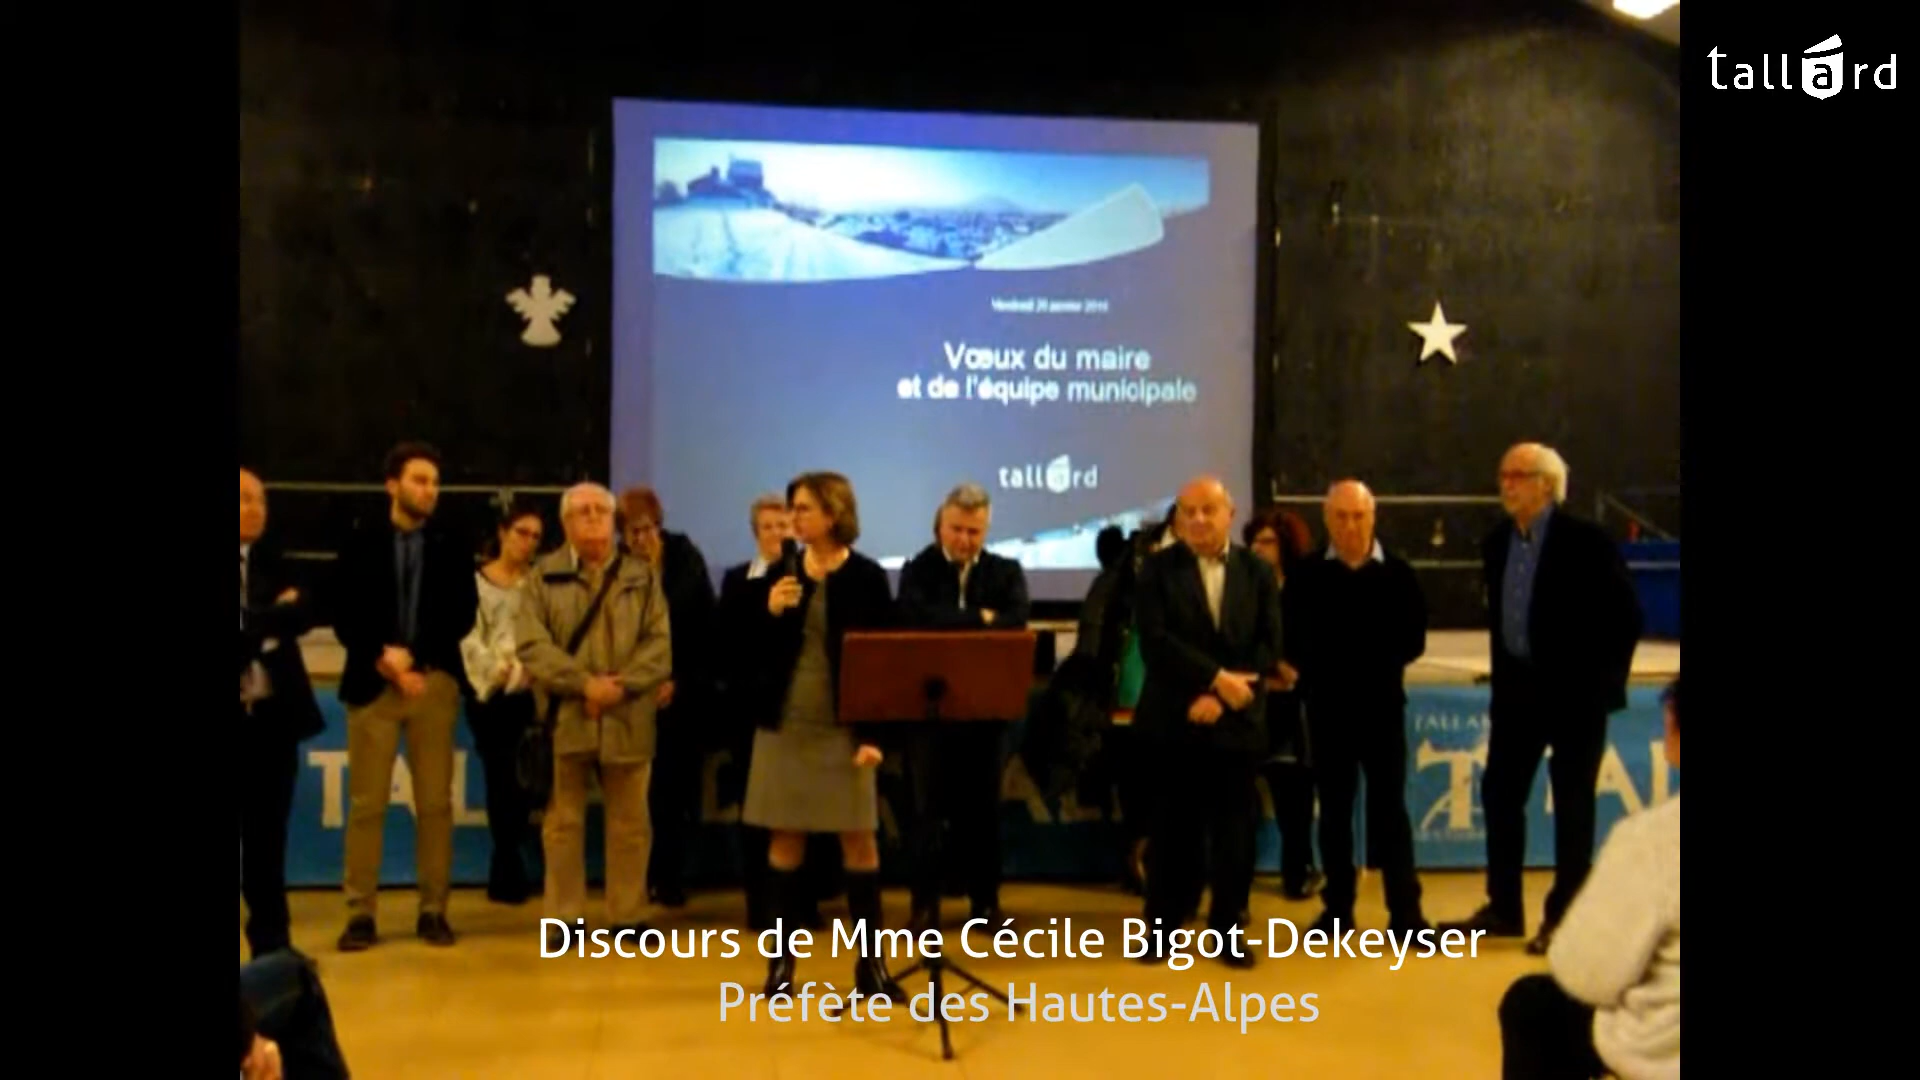 tallard
Vœux du maire
et de l'équipe municipale
tallard
TALLARD
Discours de Mme Cécile Bigot-Dekeyser
Préfète des Hautes-Alpes